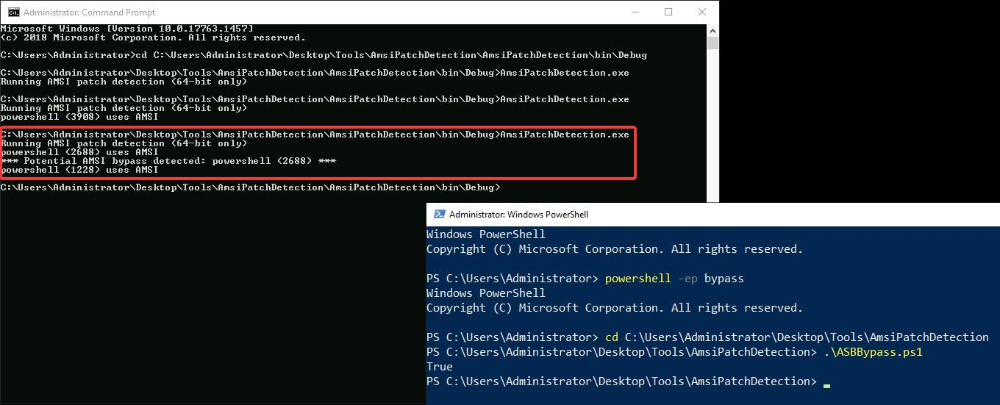 Administrator: Command Prompt
Microsoft Windows [Version 10.0.17763.1457]
(c) 2018 Microsoft Corporation. All rights reserved.
C:\Users\Administrator>cd C:\Users\Administrator\Desktop\Tools\AmsiPatchDetection\AmsiPatchDetection\bin\Debug
C:\Users\Administrator\Desktop\Tools\AmsiPatchDetection\AmsiPatchDetection\bin\Debug>AmsiPatchDetection.exe
Running AMSI patch detection (64-bit only)
C:\Users\Administrator\Desktop\Tools\AmsiPatchDetection\AmsiPatchDetection\bin\Debug>AmsiPatchDetection.exe
Running AMSI patch detection (64-bit only)
powershell (3908) uses AMSI
C:\Users\Administrator\Desktop\Tools\AmsiPatchDetection\AmsiPatchDetection\bin\Debug>AmsiPatchDetection.exe
Running AMSI patch detection (64-bit only)
powershell (2688) uses AMSI
*** Potential AMSI bypass detected: powershell (2688) ***
powershell (1228) uses AMSI
C:\Users\Administrator\Desktop\Tools\AmsiPatchDetection\AmsiPatchDetection\bin\Debug>
Administrator: Windows PowerShell
Windows PowerShell
Copyright (C) Microsoft Corporation. All rights reserved.
PS C:\Users\Administrator> powershell -ep bypass
Windows PowerShell
Copyright (C) Microsoft Corporation. All rights reserved.
PS C:\Users\Administrator> cd C:\Users\Administrator\Desktop\Tools\AmsiPatchDetection
PS C:\Users\Administrator\Desktop\Tools\AmsiPatchDetection> .\ASBBypass.ps1
True
PS C:\Users\Administrator\Desktop\Tools\AmsiPatchDetection>